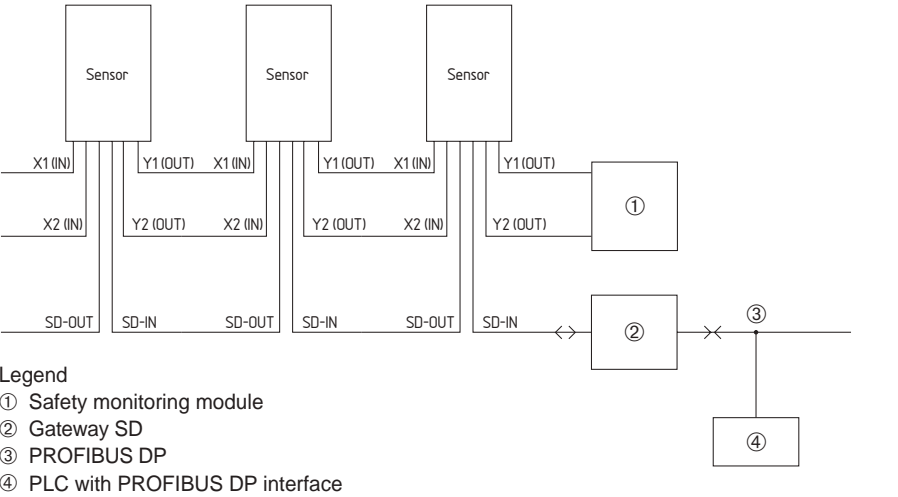 Sensor Sensor Sensor
X1 (IN) Y1 (OUT) X1 (IN) Y1 (OUT) X1 (IN) Y1 (OUT)
X2 (IN) Y2 (OUT) X2 (IN) Y2 (OUT) X2 (IN) Y2 (OUT)
①
SD-OUT SD-IN SD-OUT SD-IN SD-OUT SD-IN
② ③
④
Legend
① Safety monitoring module
② Gateway SD
③ PROFIBUS DP
④ PLC with PROFIBUS DP interface